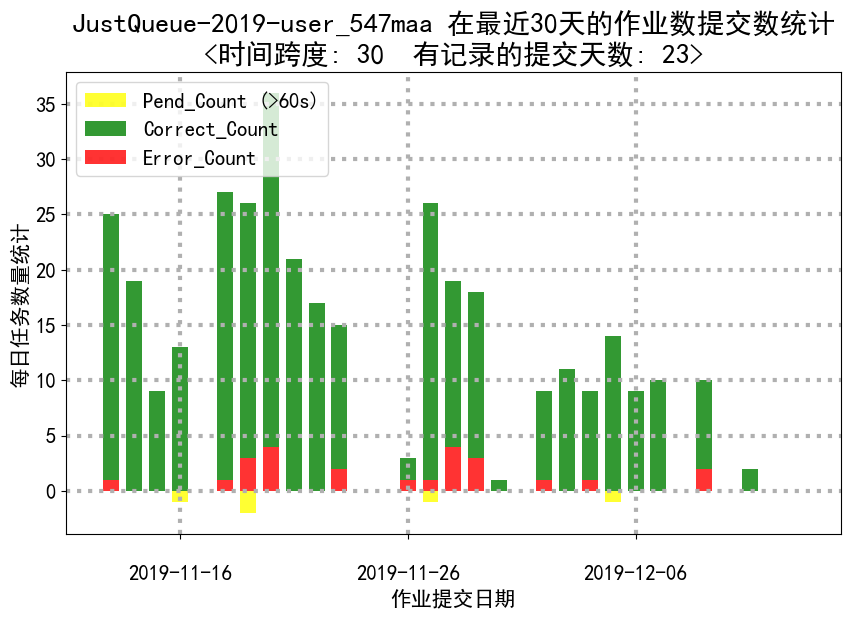 JustQueue-2019-user_547maa 在最近30天的作业数提交数统计
<时间跨度: 30  有记录的提交天数: 23>
Pend_Count (>60s)
Correct_Count
Error_Count
每日任务数量统计
35
30
25
20
15
10
5
0
2019-11-16
2019-11-26
2019-12-06
作业提交日期